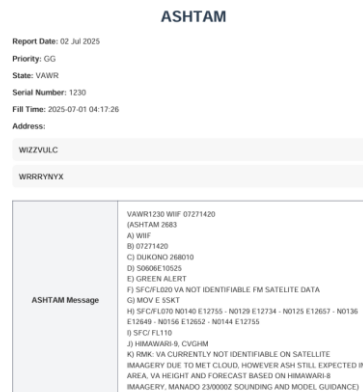 ASHTAM
Report Date: 02 Jul 2025
Priority: GG
State: VAWR
Serial Number: 1230
Fill Time: 2025-07-01 04:17:26
Address:
WIZZVULC
WRRRYNYX
ASHTAM Message
VAWR1230 WIIF 07271420
(ASHTAM 2683
A) WIIF
B) 07271420
C) DUKONO 268010
D) S0606E10525
E) GREEN ALERT
F) SFC/FL020 VA NOT IDENTIFIABLE FM SATELITE DATA
G) MOV E 5SKT
H) SFC/FL070 N0140 E12755 - N0129 E12734 - N0125 E12657 - N0136
E12649 - N0156 E12652 - N0144 E12755
I) SFC/ FL110
J) HIMAWARI-9, CVGHM
K) RMK: VA CURRENTLY NOT IDENTIFIABLE ON SATELLITE
IMAAGERY DUE TO MET CLOUD, HOWEVER ASH STILL EXPECTED IN
AREA, VA HEIGHT AND FORECAST BASED ON HIMAWARI-8
IMAAGERY, MANADO 23/0000Z SOUNDING AND MODEL GUIDANCE)